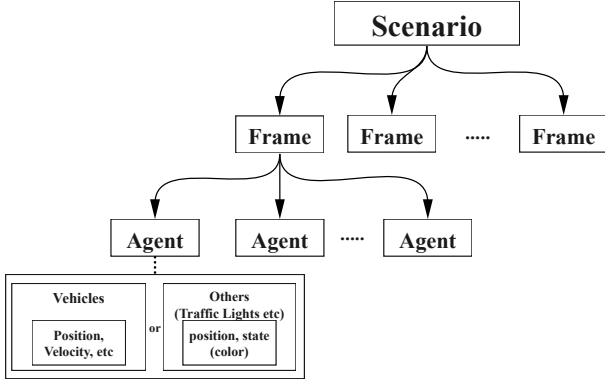 Scenario
Frame Frame ..... Frame
Agent Agent ..... Agent
Vehicles
Position,
Velocity, etc
or
Others
(Traffic Lights etc)
position, state
(color)